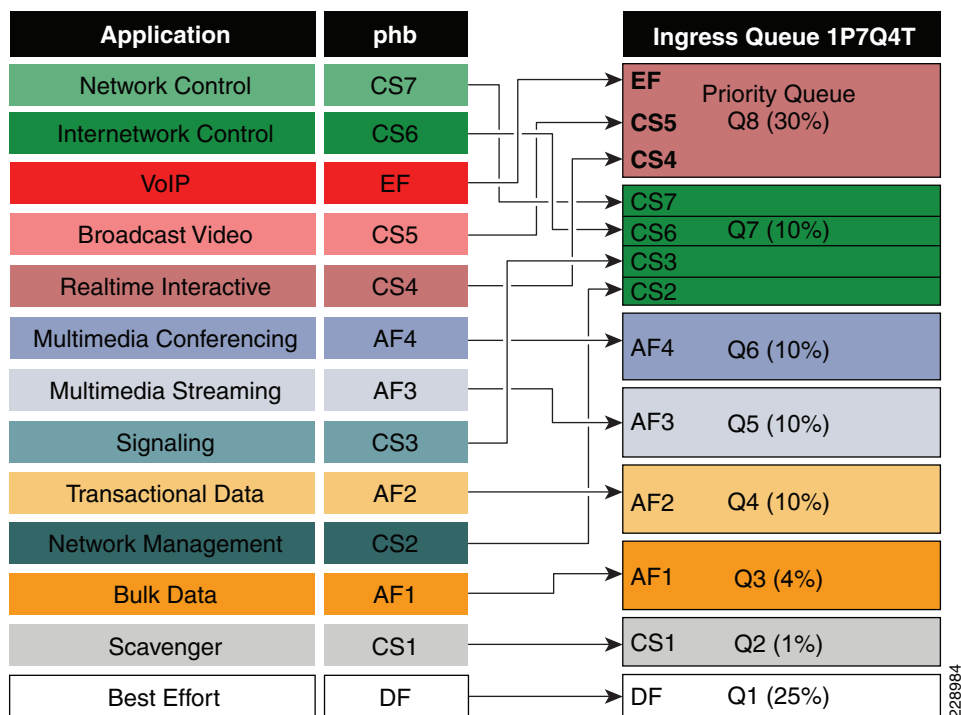 Application phb Ingress Queue 1P7Q4T
Network Control CS7
Internetwork Control CS6
VoIP EF
Broadcast Video CS5
Realtime Interactive CS4
Multimedia Conferencing AF4
Multimedia Streaming AF3
Signaling CS3
Transactional Data AF2
Network Management CS2
Bulk Data AF1
Scavenger CS1
Best Effort DF
EF
Priority Queue
CS5 Q8 (30%)
CS4
CS7
CS6 Q7 (10%)
CS3
CS2
AF4 Q6 (10%)
AF3 Q5 (10%)
AF2 Q4 (10%)
AF1 Q3 (4%)
CS1 Q2 (1%)
DF Q1 (25%)
228984